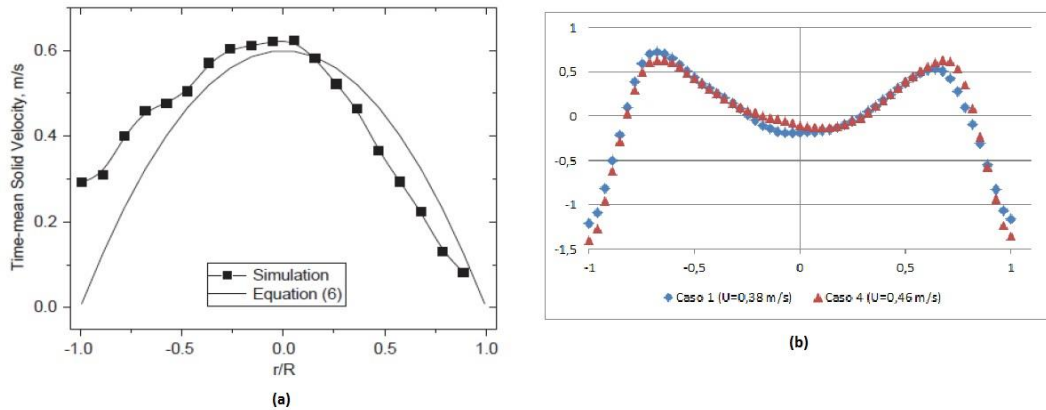 0.6
0.4
0.2
0.0
Time-mean Solid Velocity, m/s
Simulation
Equation (6)
-1.0
-0.5
0.0
0.5
1.0
r/R
(a)
1
0,5
0
-0,5
-1
-1,5
-1
-0,5
0
0,5
1
Caso 1 (U=0,38 m/s)
Caso 4 (U=0,46 m/s)
(b)